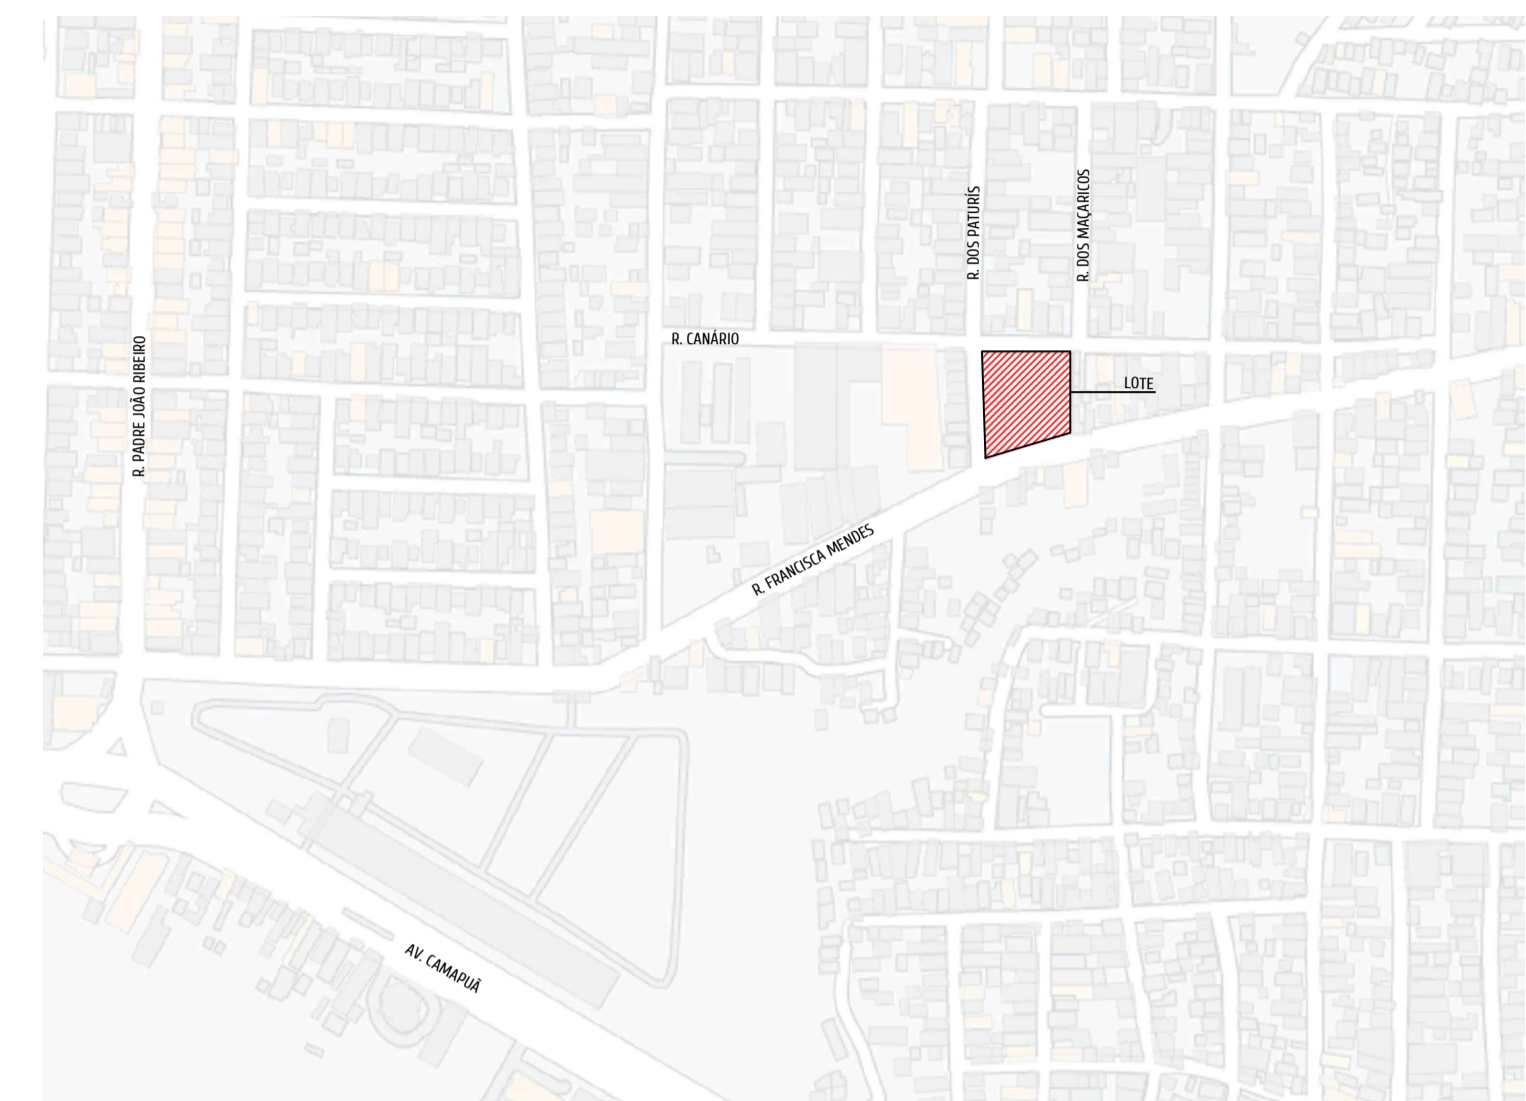 R. DOS PATURÍS
R. DOS MAÇARICOS
R. CANÁRIO
R. PADRE JOÃO RIBEIRO
LOTE
R. FRANCISCA MENDES
AV. CAMAPUÃ